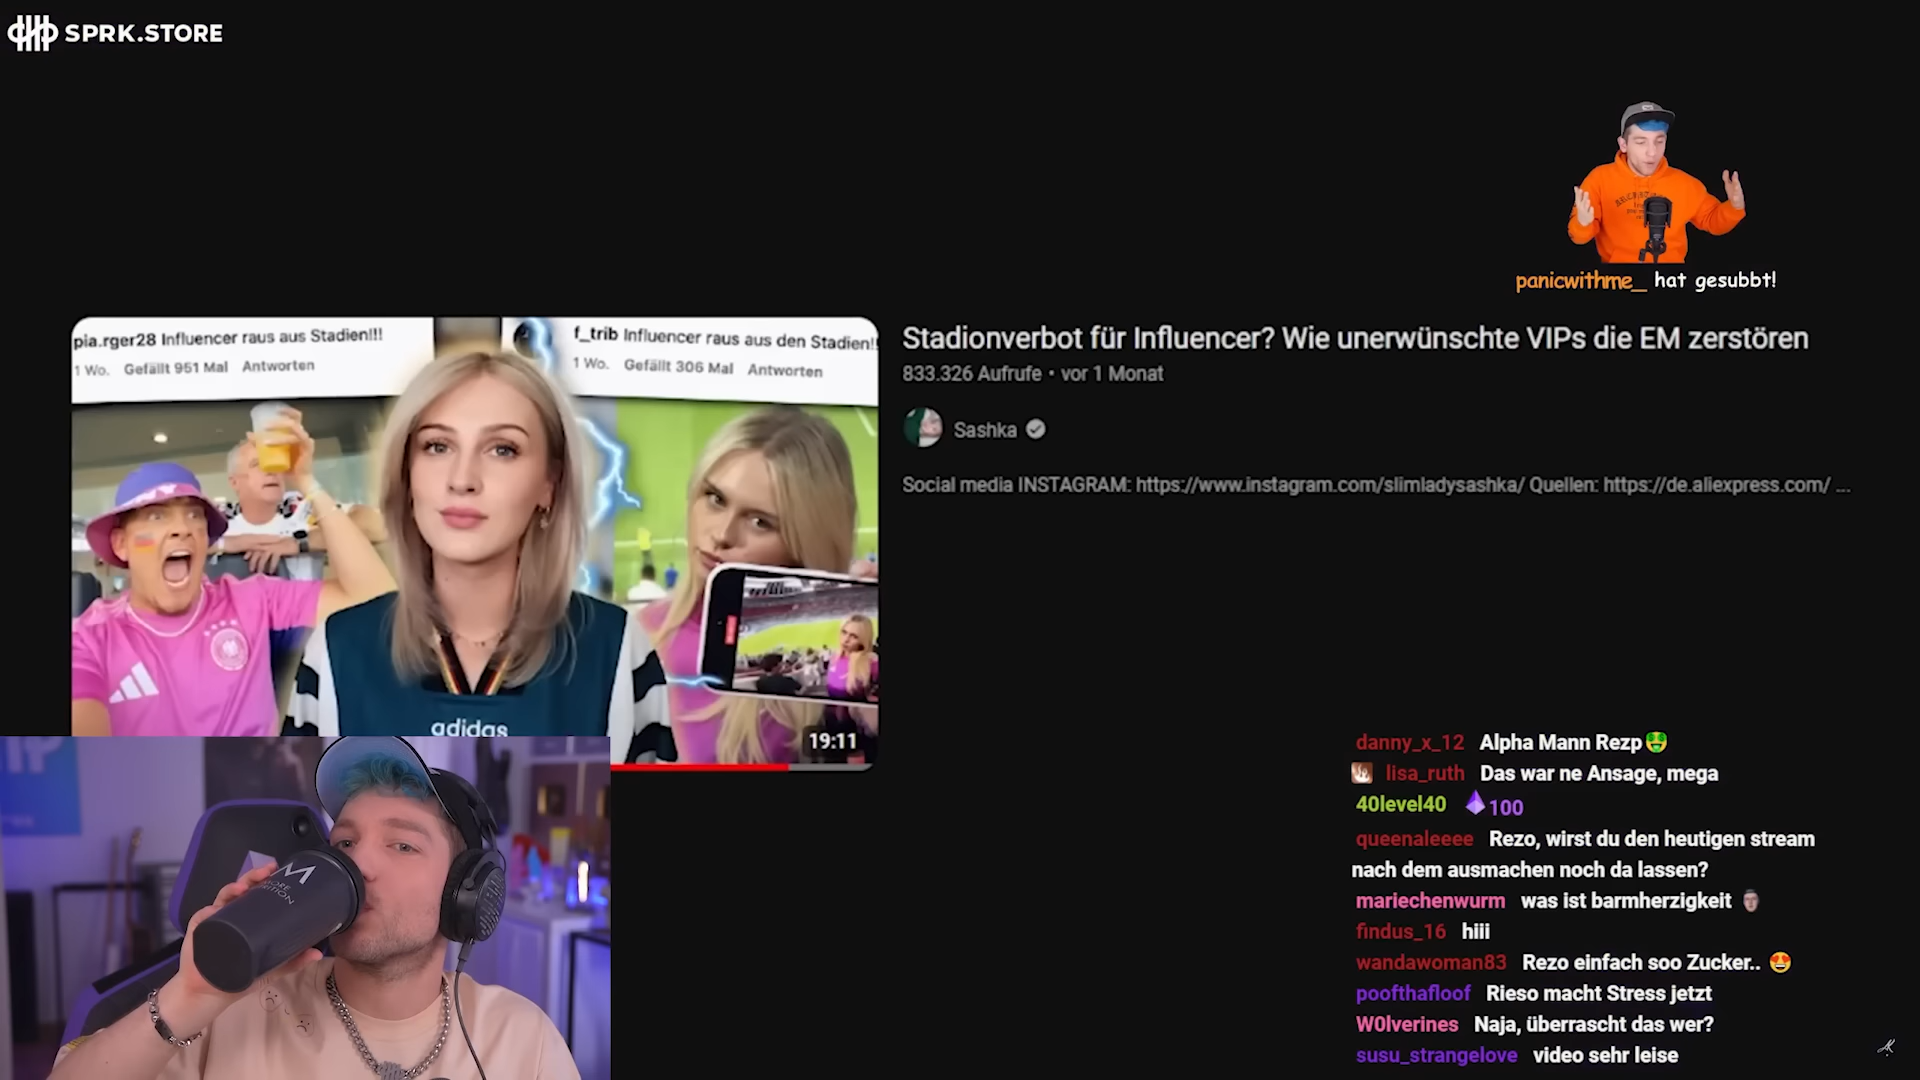 SPRK.STORE
panicwithme_ hat gesubbt!
pia.rger28 Influencer raus aus Stadien!!!
1 Wo. Gefällt 951 Mal Antworten
f_trib Influencer raus aus den Stadien!!
1 Wo. Gefällt 306 Mal Antworten
adidas
19:11
Stadionverbot für Influencer? Wie unerwünschte VIPs die EM zerstören
833.326 Aufrufe • vor 1 Monat
Sashka
Social media INSTAGRAM: https://www.instagram.com/slimladysashka/ Quellen: https://de.aliexpress.com/ ...
danny_x_12 Alpha Mann Rezp🤑
lisa_ruth Das war ne Ansage, mega
40level40 100
queenaleeee Rezo, wirst du den heutigen stream
nach dem ausmachen noch da lassen?
mariechenwurm was ist barmherzigkeit
findus_16 hiii
wandawoman83 Rezo einfach soo Zucker.. 😍
poofthafloof Rieso macht Stress jetzt
W0lverines Naja, überrascht das wer?
susu_strangelove video sehr leise